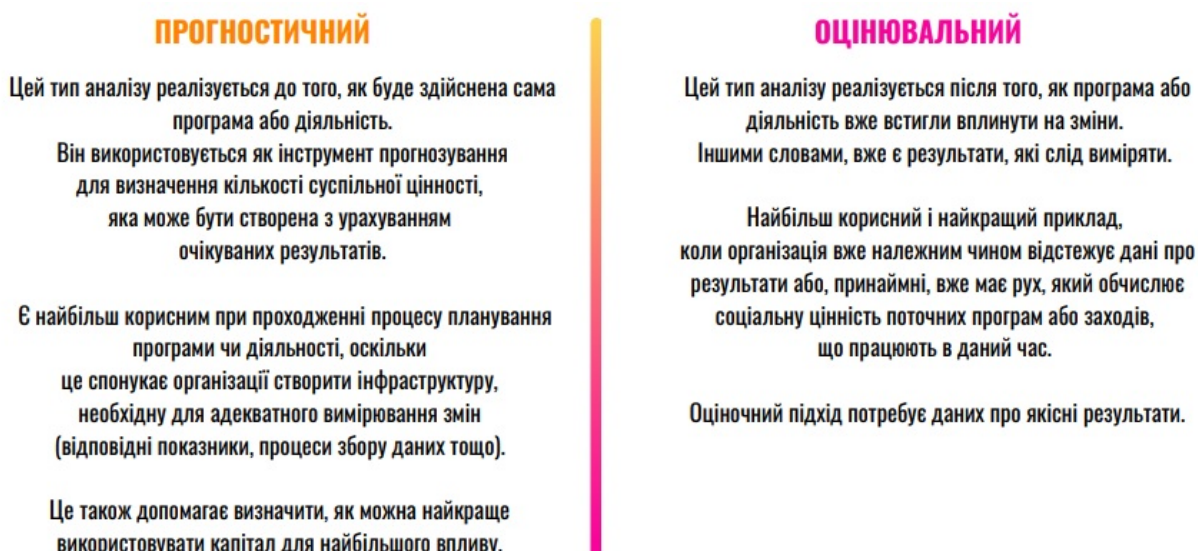 ПРОГНОСТИЧНИЙ
Цей тип аналізу реалізується до того, як буде здійснена сама
програма або діяльність.
Він використовується як інструмент прогнозування
для визначення кількості суспільної цінності,
яка може бути створена з урахуванням
очікуваних результатів.
Є найбільш корисним при проходженні процесу планування
програми чи діяльності, оскільки
це спонукає організації створити інфраструктуру,
необхідну для адекватного вимірювання змін
(відповідні показники, процеси збору даних тощо).
Це також допомагає визначити, як можна найкраще
використовувати капітал для найбільшого впливу.
ОЦІНЮВАЛЬНИЙ
Цей тип аналізу реалізується після того, як програма або
діяльність вже встигли вплинути на зміни.
Іншими словами, вже є результати, які слід виміряти.
Найбільш корисний і найкращий приклад,
коли організація вже належним чином відстежує дані про
результати або, принаймні, вже має рух, який обчислює
соціальну цінність поточних програм або заходів,
що працюють в даний час.
Оціночний підхід потребує даних про якісні результати.